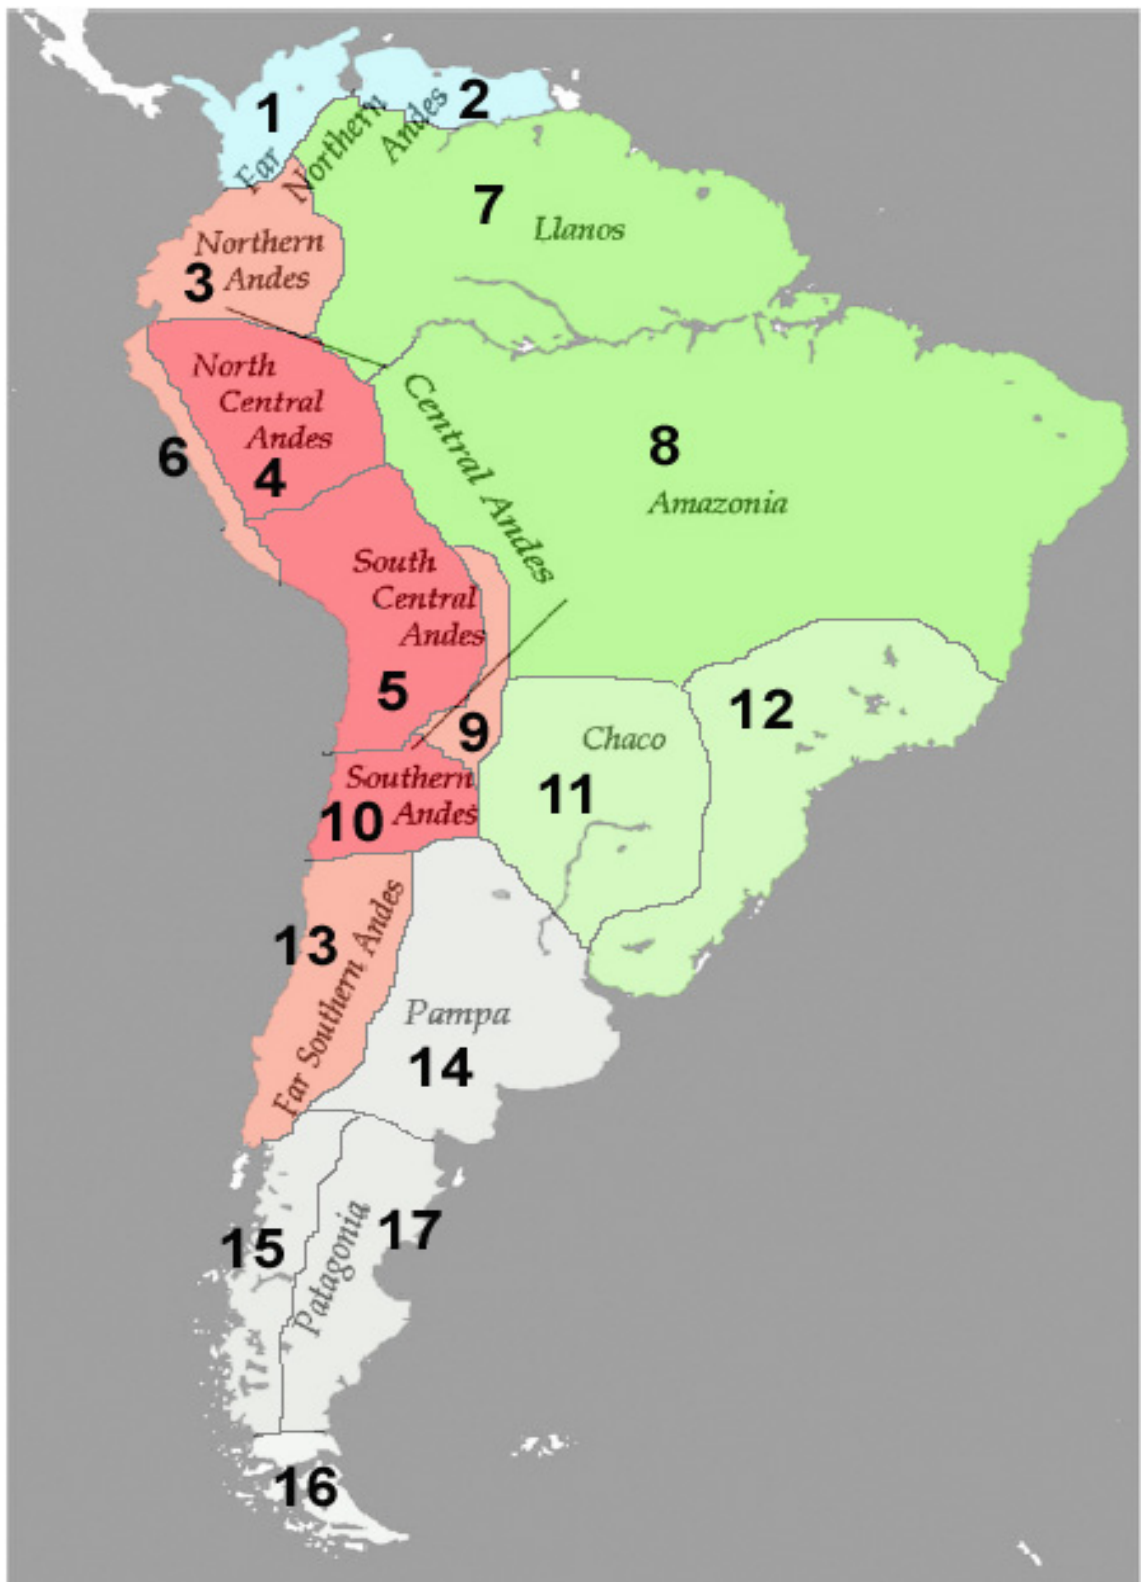 1
2
Far
Northern
Andes
7
Llanos
Northern
3 Andes
North
Central
Andes
4
6
Central Andes
8
Amazonia
South
Central
Andes
5
9
Chaco
12
11
Southern
10 Andes
13
Far Southern Andes
Pampa
14
15
Patagonia
17
16